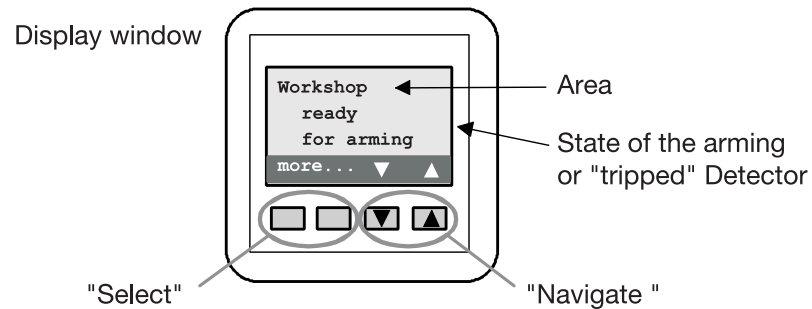 Display window
Workshop
ready
for arming
more... ▼ ▲
Area
State of the arming
or "tripped" Detector
▼ ▲
"Select"
"Navigate "